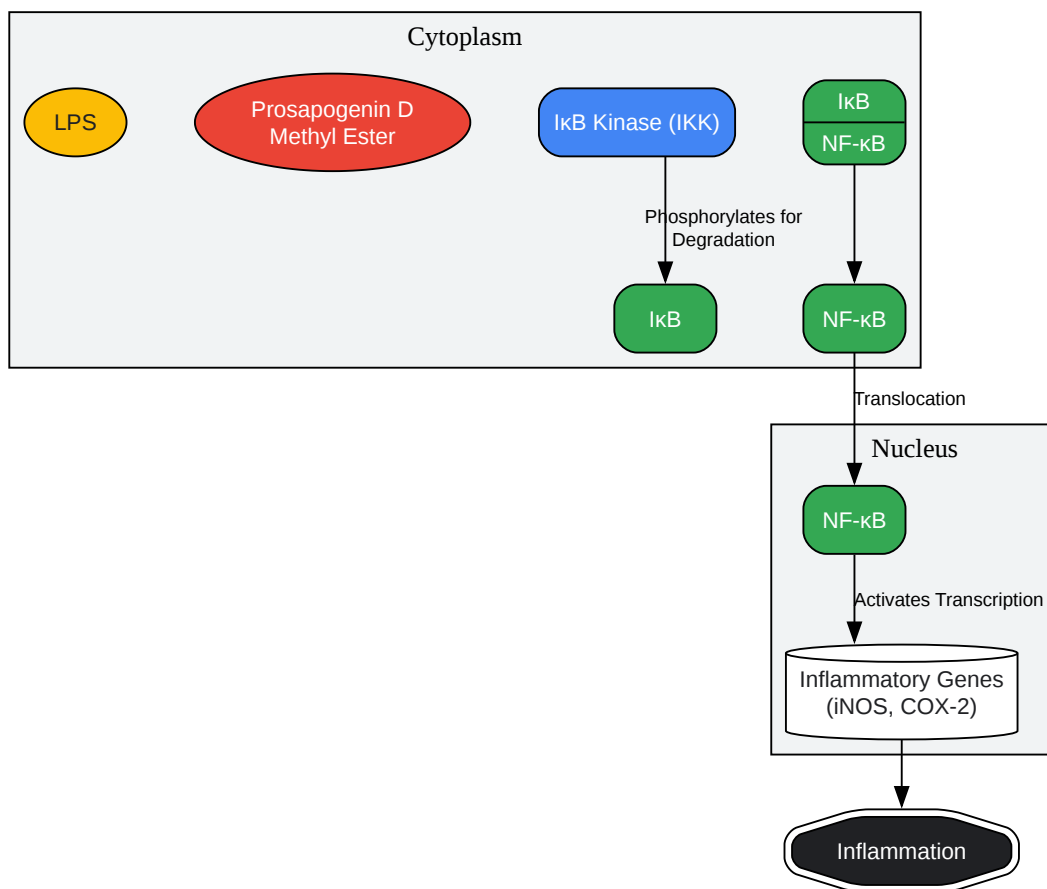 Cytoplasm
LPS
Prosapogenin D
Methyl Ester
IκB Kinase (IKK)
IκB
NF-κB
Phosphorylates for
Degradation
IκB
NF-κB
Translocation
Nucleus
NF-κB
Activates Transcription
Inflammatory Genes
(iNOS, COX-2)
Inflammation